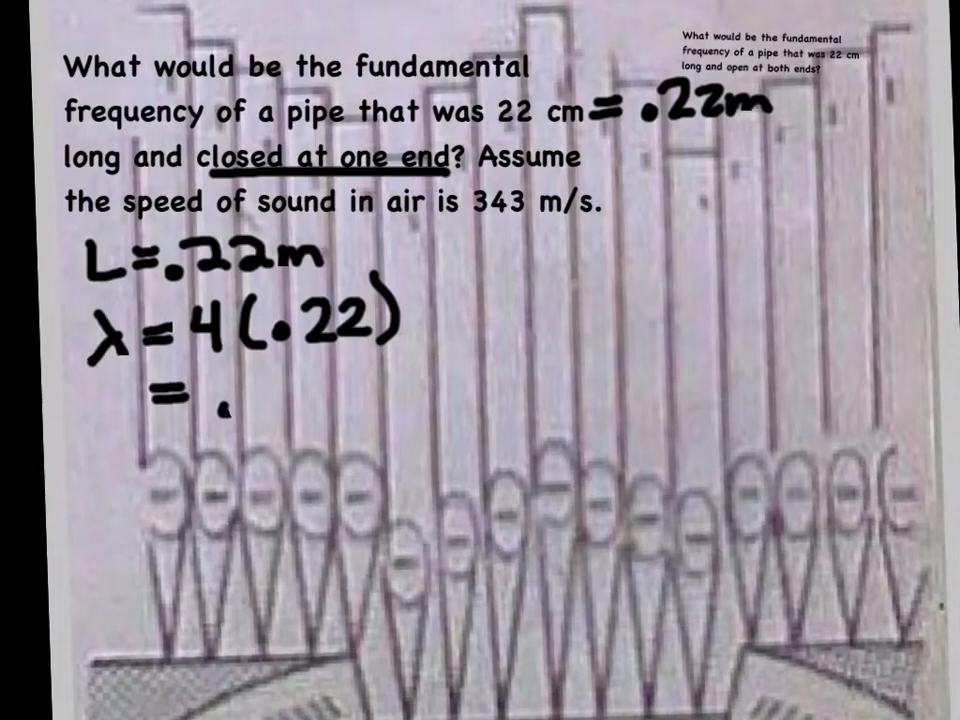 What would be the fundamental
frequency of a pipe that was 22 cm = .22m
long and closed at one end? Assume
the speed of sound in air is 343 m/s.
L = .22m
λ = 4(.22)
= .
What would be the fundamental
frequency of a pipe that was 22 cm
long and open at both ends?